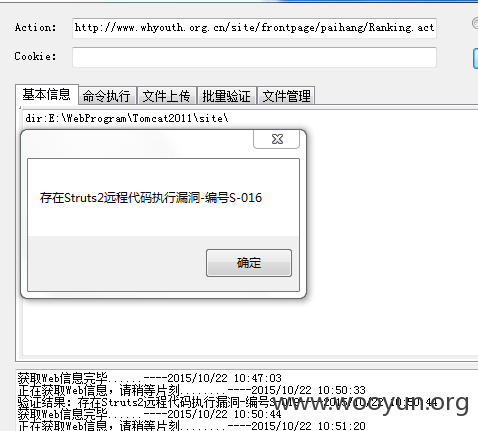 Action: http://www.whyouth.org.cn/site/frontpage/paihang/Ranking.act
Cookie:
基本信息 命令执行 文件上传 批量验证 文件管理
dir:E:\WebProgram\Tomcat2011\site\
存在Struts2远程代码执行漏洞-编号S-016
确定
获取Web信息完毕......----2015/10/22 10:47:03
正在获取Web信息，请稍等片刻........----2015/10/22 10:50:33
验证结果：存在Struts2远程代码执行漏洞-编号S-016----2015/10/22 10:50:44
获取Web信息完毕......----2015/10/22 10:50:44
正在获取Web信息，请稍等片刻........----2015/10/22 10:51:20
www.wooyun.org